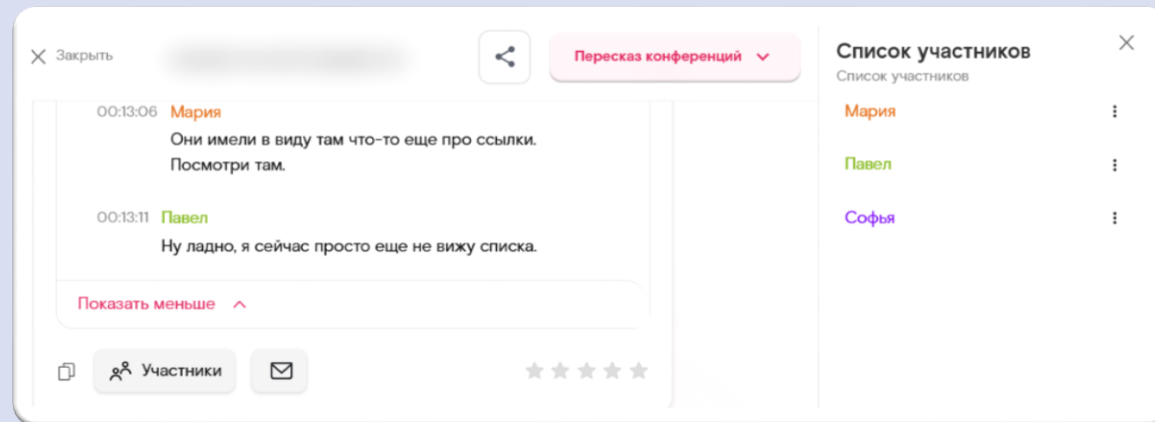 Закрыть
Пересказ конференций
00:13:06 Мария
Они имели в виду там что-то еще про ссылки.
Посмотри там.
00:13:11 Павел
Ну ладно, я сейчас просто еще не вижу списка.
Показать меньше
Участники
Список участников
Список участников
Мария
Павел
Софья